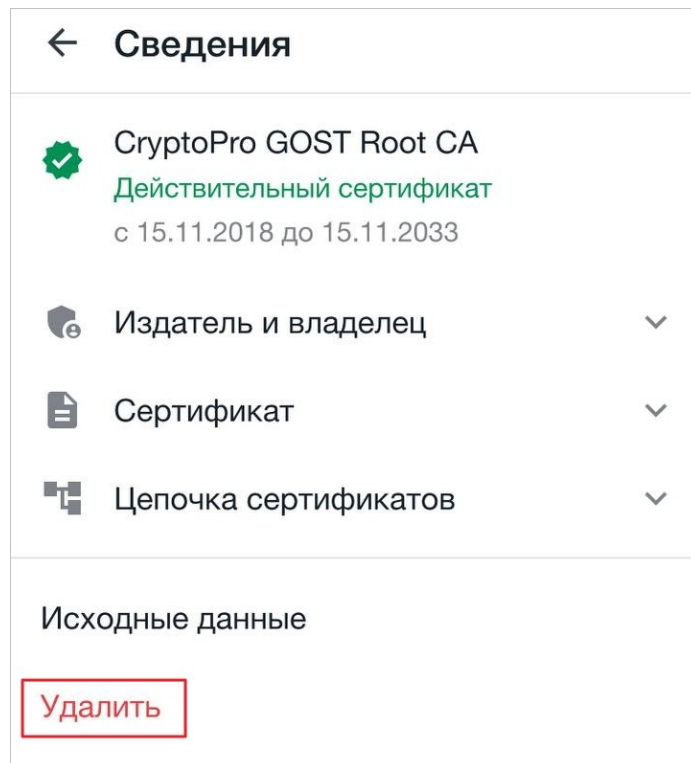 Сведения
CryptoPro GOST Root CA
Действительный сертификат
с 15.11.2018 до 15.11.2033
Издатель и владелец
Сертификат
Цепочка сертификатов
Исходные данные
Удалить